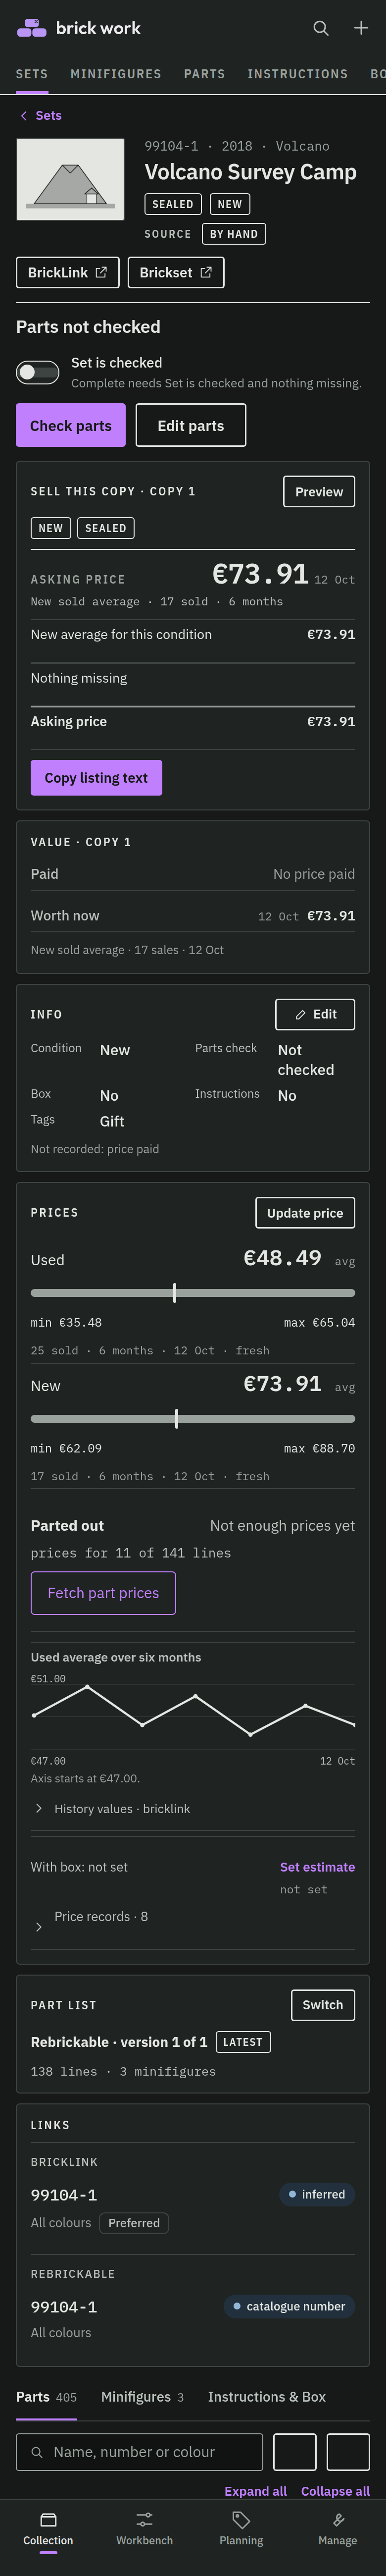 brick work
SETS MINIFIGURES PARTS INSTRUCTIONS BO
Sets
99104-1 · 2018 · Volcano
Volcano Survey Camp
SEALED NEW
SOURCE BY HAND
BrickLink Brickset
Parts not checked
Set is checked
Complete needs Set is checked and nothing missing.
Check parts Edit parts
SELL THIS COPY · COPY 1 Preview
NEW SEALED
ASKING PRICE €73.91 12 Oct
New sold average · 17 sold · 6 months
New average for this condition €73.91
Nothing missing
Asking price €73.91
Copy listing text
VALUE · COPY 1
Paid No price paid
Worth now 12 Oct €73.91
New sold average · 17 sales · 12 Oct
INFO Edit
Condition New Parts check Not checked
Box No Instructions No
Tags Gift
Not recorded: price paid
PRICES Update price
Used €48.49 avg
min €35.48 max €65.04
25 sold · 6 months · 12 Oct · fresh
New €73.91 avg
min €62.09 max €88.70
17 sold · 6 months · 12 Oct · fresh
Parted out Not enough prices yet
prices for 11 of 141 lines
Fetch part prices
Used average over six months
€51.00
€47.00 12 Oct
Axis starts at €47.00.
History values · bricklink
With box: not set Set estimate
not set
Price records · 8
PART LIST Switch
Rebrickable · version 1 of 1 LATEST
138 lines · 3 minifigures
LINKS
BRICKLINK
99104-1 inferred
All colours Preferred
REBRICKABLE
99104-1 catalogue number
All colours
Parts 405 Minifigures 3 Instructions & Box
Name, number or colour
Expand all Collapse all
Collection Workbench Planning Manage